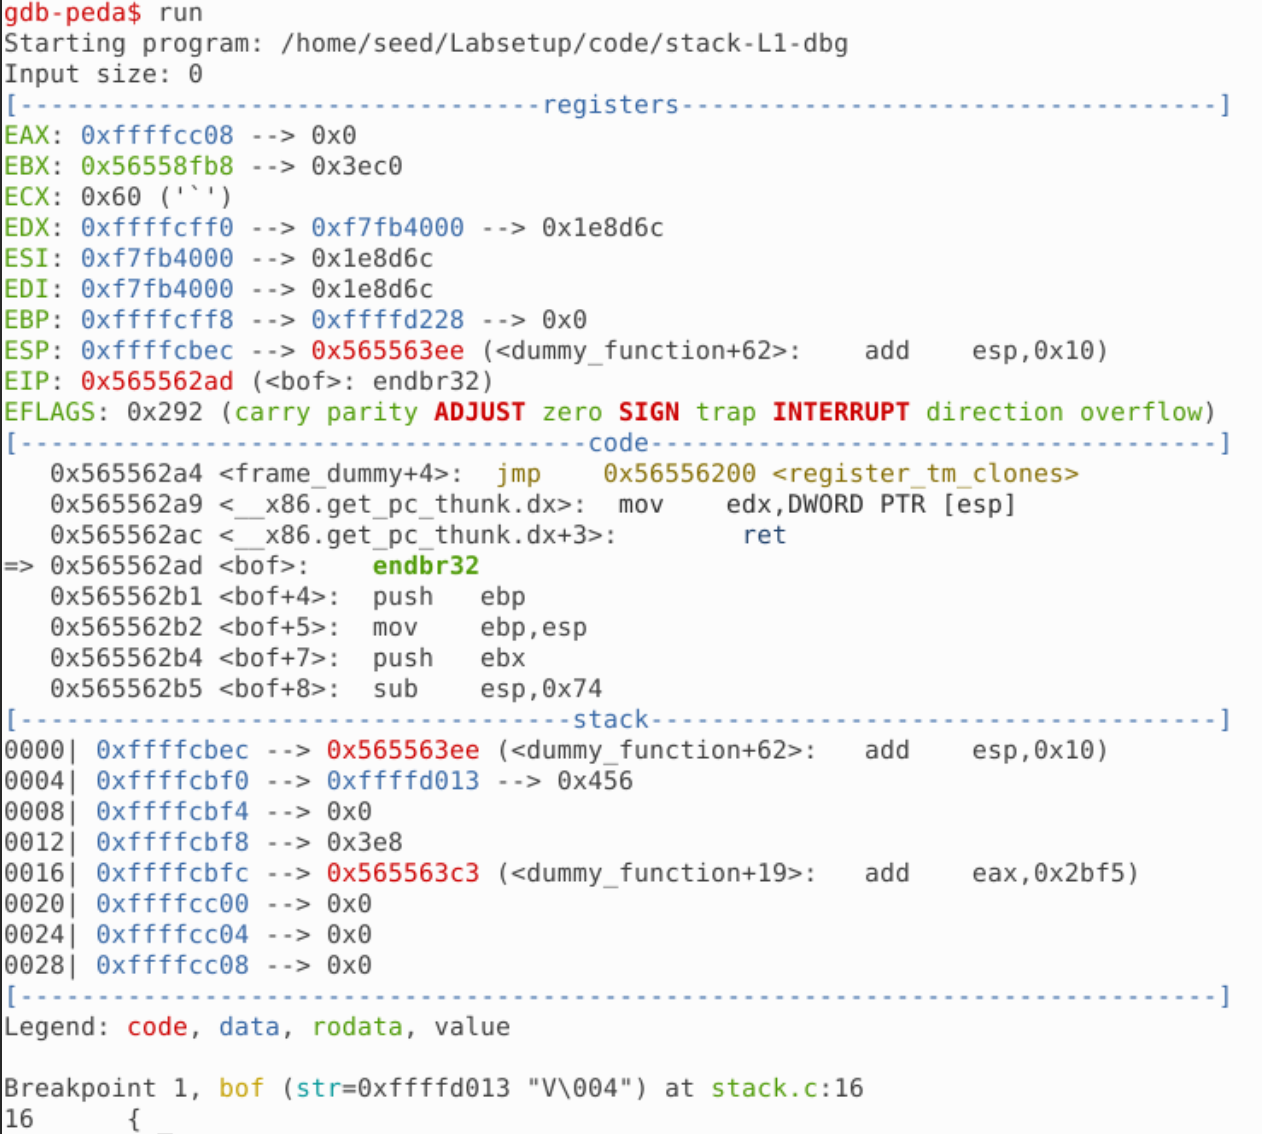 gdb-peda$ run
Starting program: /home/seed/Labsetup/code/stack-L1-dbg
Input size: 0
[----------------------------------registers-----------------------------------]
EAX: 0xffffcc08 --> 0x0
EBX: 0x56558fb8 --> 0x3ec0
ECX: 0x60 ('`')
EDX: 0xffffcff0 --> 0xf7fb4000 --> 0x1e8d6c
ESI: 0xf7fb4000 --> 0x1e8d6c
EDI: 0xf7fb4000 --> 0x1e8d6c
EBP: 0xffffcff8 --> 0xffffd228 --> 0x0
ESP: 0xffffcbec --> 0x565563ee (<dummy_function+62>:    add    esp,0x10)
EIP: 0x565562ad (<bof>: endbr32)
EFLAGS: 0x292 (carry parity ADJUST zero SIGN trap INTERRUPT direction overflow)
[-------------------------------------code-------------------------------------]
   0x565562a4 <frame_dummy+4>:  jmp    0x56556200 <register_tm_clones>
   0x565562a9 <__x86.get_pc_thunk.dx>:  mov    edx,DWORD PTR [esp]
   0x565562ac <__x86.get_pc_thunk.dx+3>:        ret
=> 0x565562ad <bof>:    endbr32
   0x565562b1 <bof+4>:  push   ebp
   0x565562b2 <bof+5>:  mov    ebp,esp
   0x565562b4 <bof+7>:  push   ebx
   0x565562b5 <bof+8>:  sub    esp,0x74
[------------------------------------stack-------------------------------------]
0000| 0xffffcbec --> 0x565563ee (<dummy_function+62>:   add    esp,0x10)
0004| 0xffffcbf0 --> 0xffffd013 --> 0x456
0008| 0xffffcbf4 --> 0x0
0012| 0xffffcbf8 --> 0x3e8
0016| 0xffffcbfc --> 0x565563c3 (<dummy_function+19>:   add    eax,0x2bf5)
0020| 0xffffcc00 --> 0x0
0024| 0xffffcc04 --> 0x0
0028| 0xffffcc08 --> 0x0
[------------------------------------------------------------------------------]
Legend: code, data, rodata, value

Breakpoint 1, bof (str=0xffffd013 "V\004") at stack.c:16
16      {